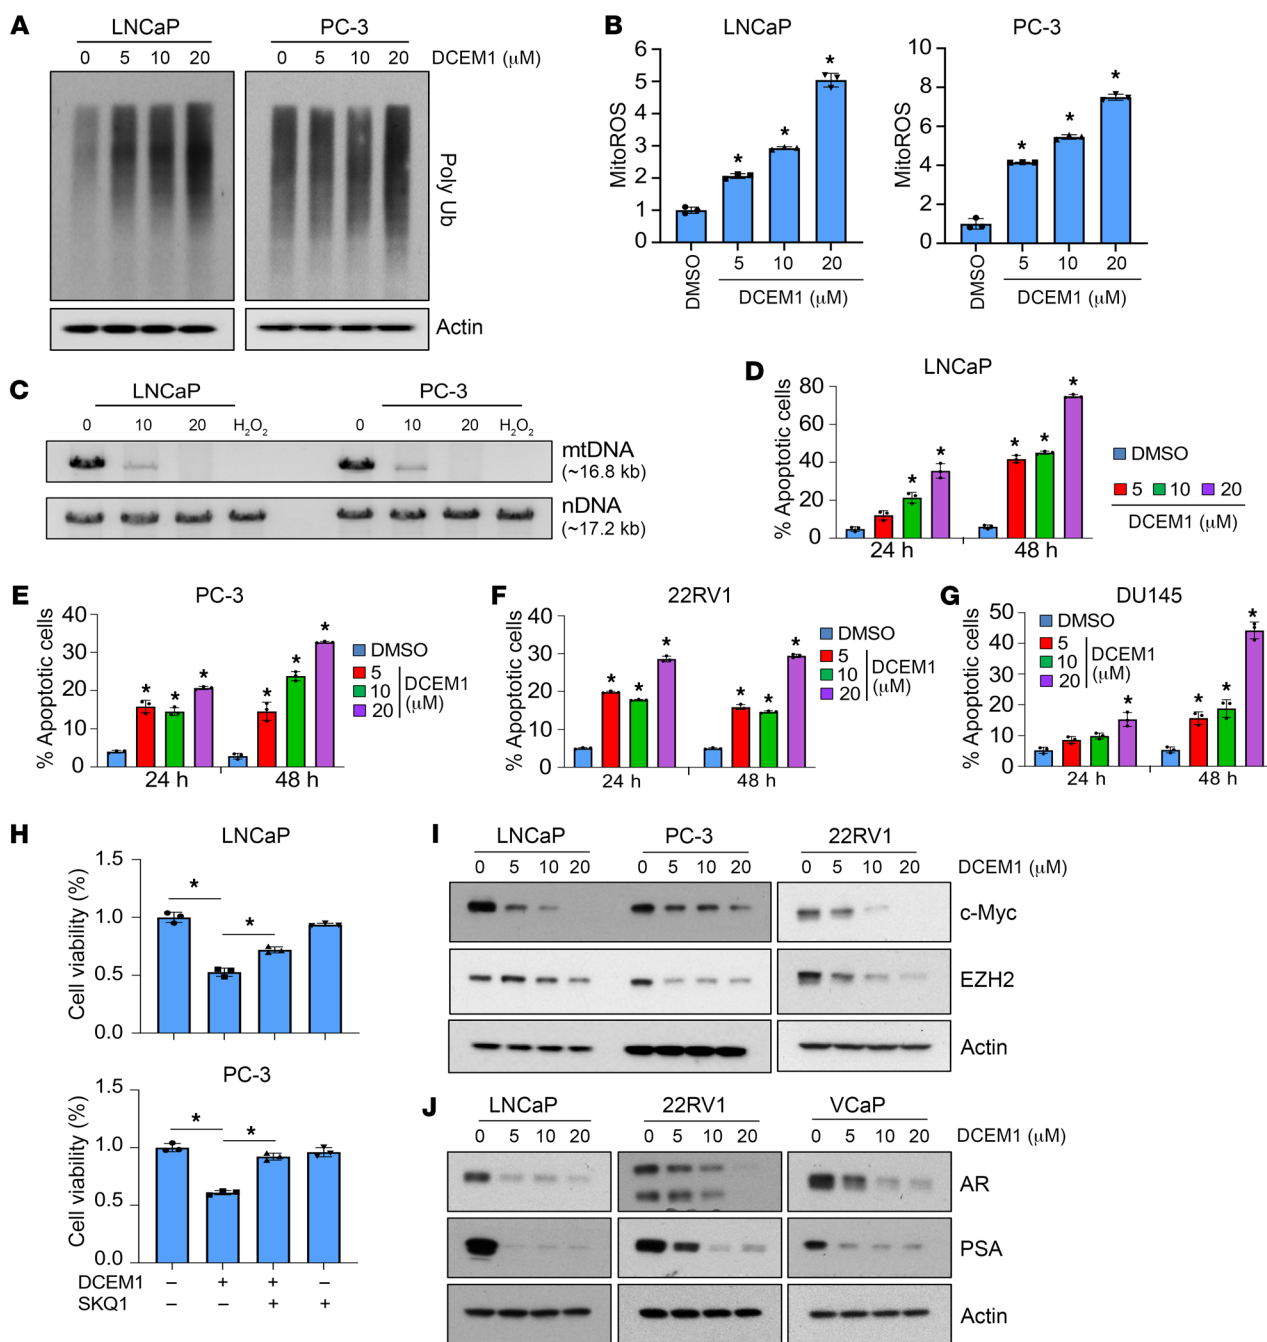 A
LNCaP PC-3
0 5 10 20 0 5 10 20 DCEM1 (μM)
Poly Ub
Actin
B
LNCaP
MitoROS
6
5
4
3
2
1
0
* * *
DMSO 5 10 20
DCEM1 (μM)
PC-3
MitoROS
10
8
6
4
2
0
* * *
DMSO 5 10 20
DCEM1 (μM)
C
LNCaP PC-3
0 10 20 H2O2 0 10 20 H2O2
mtDNA
(~16.8 kb)
nDNA
(~17.2 kb)
D
LNCaP
% Apoptotic cells
80
60
40
20
0
* * * * *
24 h 48 h
DMSO
5 10 20
DCEM1 (μM)
E
PC-3
% Apoptotic cells
40
30
20
10
0
* * * * * *
24 h 48 h
DMSO
5
10
20
DCEM1
(μM)
F
22RV1
% Apoptotic cells
40
30
20
10
0
* * * * * *
24 h 48 h
DMSO
5
10
20
DCEM1
(μM)
G
DU145
% Apoptotic cells
50
40
30
20
10
0
* * * *
24 h 48 h
DMSO
5
10
20
DCEM1
(μM)
H
LNCaP
Cell viability (%)
1.5
1.0
0.5
0.0
* *
PC-3
Cell viability (%)
1.5
1.0
0.5
0.0
* *
DCEM1 – + + –
SKQ1 – – + +
I
LNCaP PC-3 22RV1
0 5 10 20 0 5 10 20 0 5 10 20 DCEM1 (μM)
c-Myc
EZH2
Actin
J
LNCaP 22RV1 VCaP
0 5 10 20 0 5 10 20 0 5 10 20 DCEM1 (μM)
AR
PSA
Actin